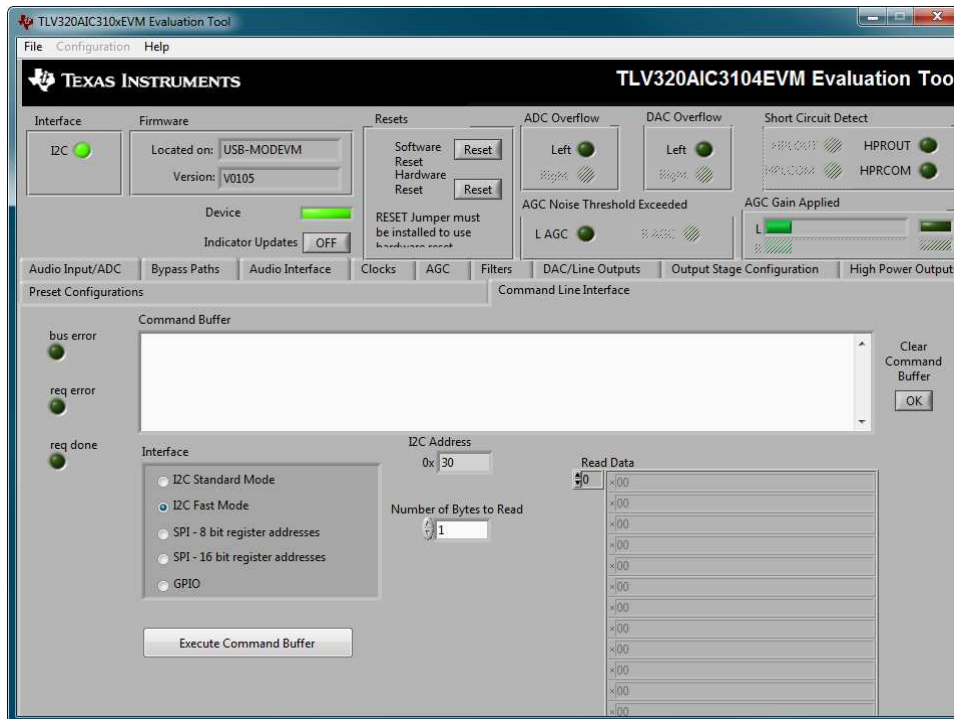 TLV320AIC310xEVM Evaluation Tool
File Configuration Help
TEXAS INSTRUMENTS
TLV320AIC3104EVM Evaluation Too
Interface
I2C
Firmware
Located on: USB-MODEVM
Version: V0105
Device
Indicator Updates OFF
Resets
Software Reset Reset
Hardware Reset Reset
RESET Jumper must
be installed to use
hardware reset
ADC Overflow
Left
Right
DAC Overflow
Left
Right
Short Circuit Detect
HPLOUT HPROUT
HPLCOM HPRCOM
AGC Noise Threshold Exceeded
L AGC R AGC
AGC Gain Applied
L
R
Audio Input/ADC Bypass Paths Audio Interface Clocks AGC Filters DAC/Line Outputs Output Stage Configuration High Power Output
Preset Configurations Command Line Interface
bus error
req error
req done
Command Buffer
Clear
Command
Buffer
OK
Interface
I2C Standard Mode
I2C Fast Mode
SPI - 8 bit register addresses
SPI - 16 bit register addresses
GPIO
Execute Command Buffer
I2C Address
0x 30
Number of Bytes to Read
1
Read Data
0
x00
x00
x00
x00
x00
x00
x00
x00
x00
x00
x00
x00